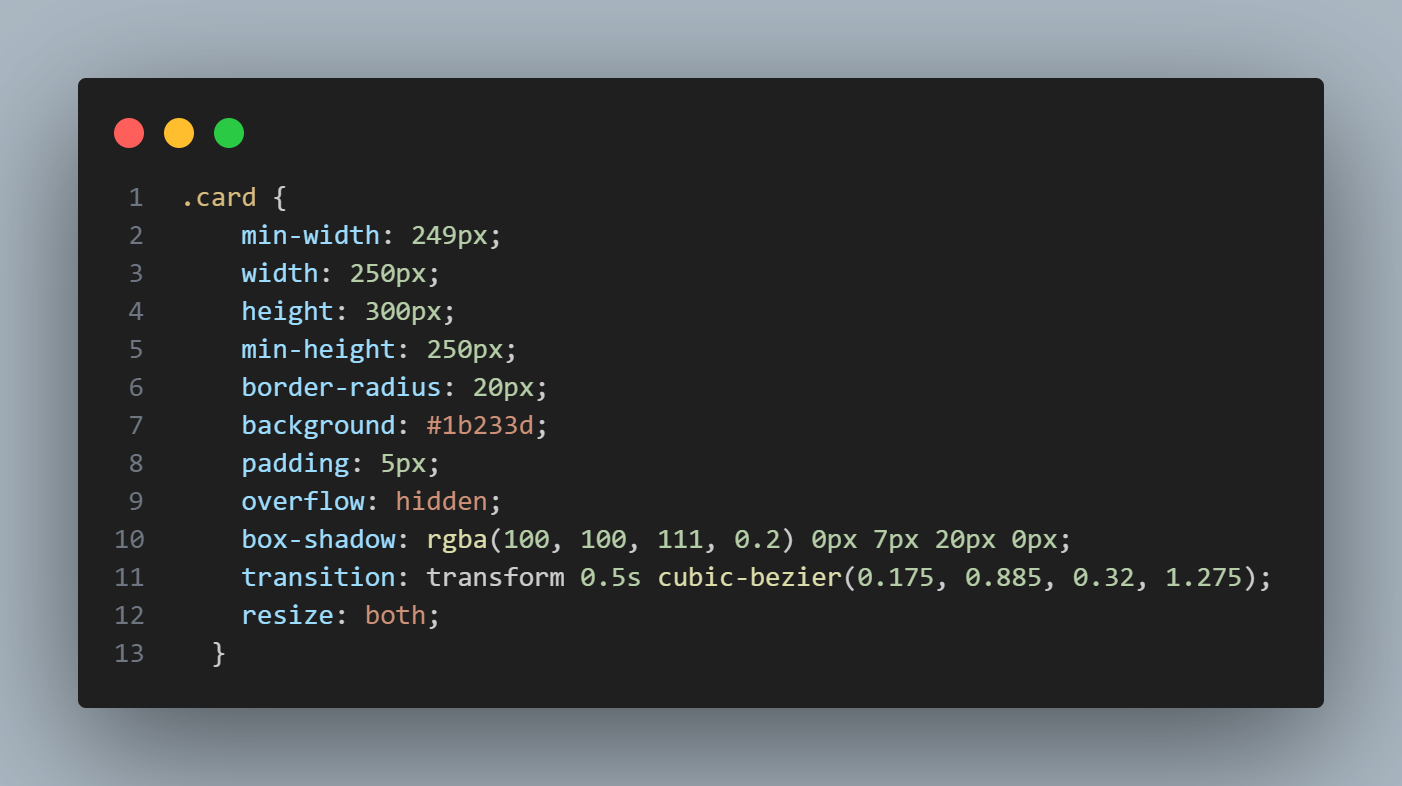 1 .card {
2 min-width: 249px;
3 width: 250px;
4 height: 300px;
5 min-height: 250px;
6 border-radius: 20px;
7 background: #1b233d;
8 padding: 5px;
9 overflow: hidden;
10 box-shadow: rgba(100, 100, 111, 0.2) 0px 7px 20px 0px;
11 transition: transform 0.5s cubic-bezier(0.175, 0.885, 0.32, 1.275);
12 resize: both;
13 }